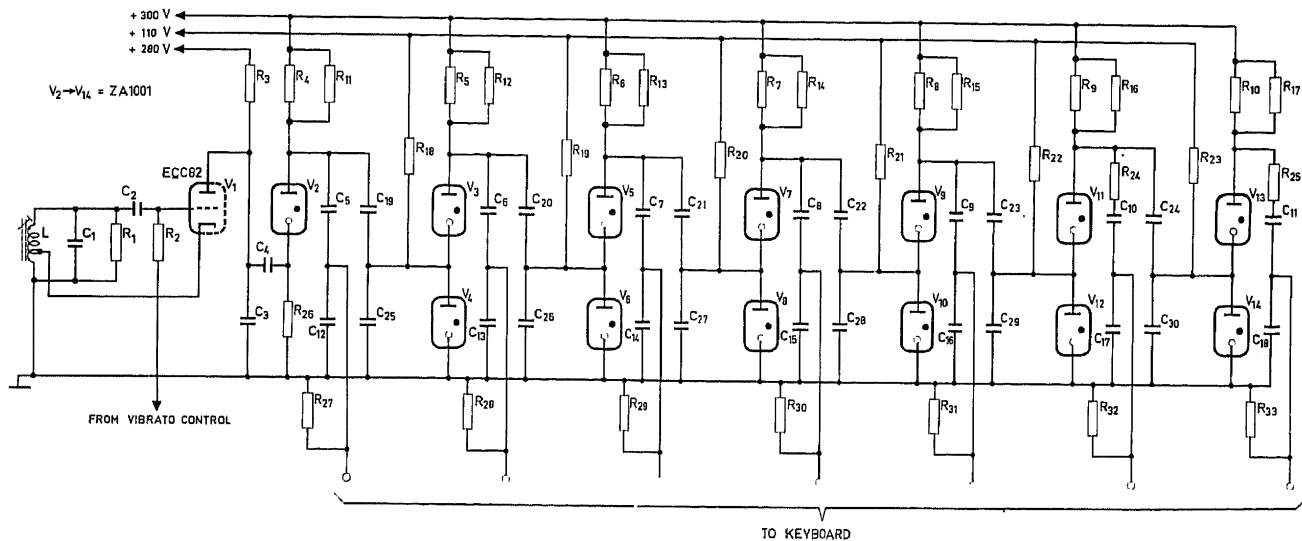 + 300 V
+ 110 V
+ 280 V
V2→V14 = ZA1001
R3 R4 R11 R5 R12 R6 R13 R7 R14 R8 R15 R9 R16 R10 R17
R18 R19 R20 R21 R22 R23
R24 R25
ECC82
V1 V2 V3 V5 V7 V9 V11 V13
L C1 R1 C2 R2
C5 C19 C6 C20 C7 C21 C8 C22 C9 C23 C10 C24 C11
C4
C3 R26 C12 C25 V4 C13 C26 V6 C14 C27 V8 C15 C28 V10 C16 C29 V12 C17 C30 V14 C18
R27 R28 R29 R30 R31 R32 R33
FROM VIBRATO CONTROL
TO KEYBOARD